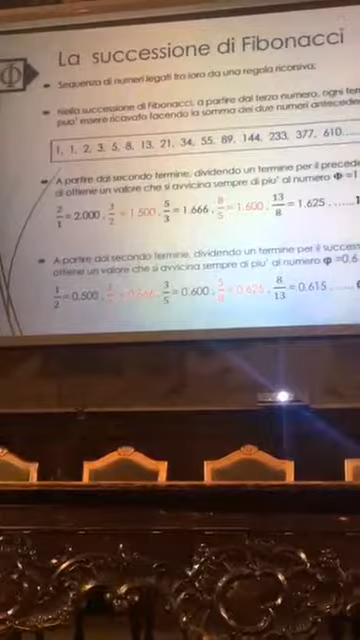 Φ
La successione di Fibonacci
Sequenza di numeri legati tra loro da una regola ricorsiva;
Nella successione di Fibonacci, a partire dal terzo numero, ogni
puo' essere ricavato facendo la somma dei due numeri
1, 1, 2, 3, 5, 8, 13, 21, 34, 55, 89, 144, 233, 377, 610....
A partire dal secondo termine, dividendo un termine per il
si ottiene un valore che si avvicina sempre di piu' al numero Φ =1
2/1 = 2.000 , 3/2 = 1.500 , 5/3 = 1.666 , 8/5 = 1.600 , 13/8 = 1.625 , ......1
A partire dal secondo termine, dividendo un termine per il
ottiene un valore che si avvicina sempre di piu' al numero φ =0.6
1/2 = 0.500 , = 0.666 , 3/5 = 0.600 , 5/8 = 0.625 , 8/13 = 0.615 , ......